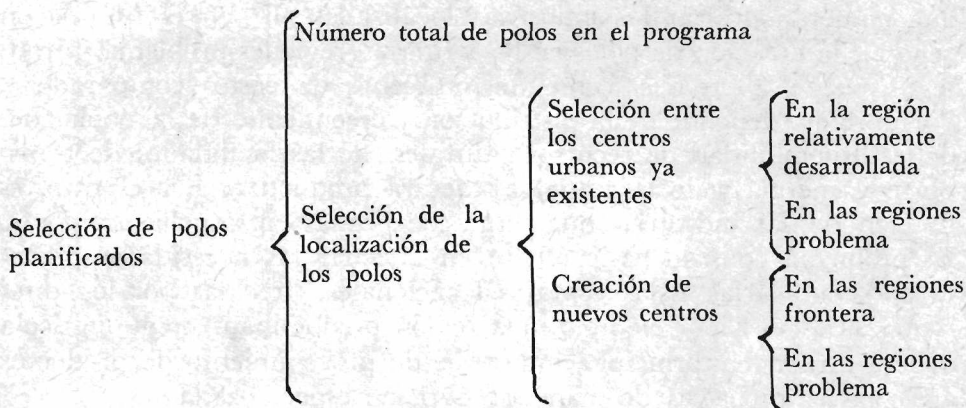 Número total de polos en el programa
Selección de polos
planificados
Selección de la
localización de
los polos
Selección entre
los centros
urbanos ya
existentes
En la región
relativamente
desarrollada
En las regiones
problema
Creación de
nuevos centros
En las regiones
frontera
En las regiones
problema